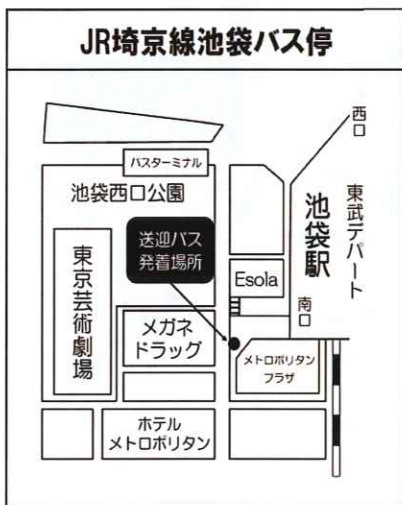 JR埼京線池袋バス停
西口
バスターミナル
池袋西口公園
東武デパート
池袋駅
送迎バス
発着場所
東京芸術劇場
Esola
南口
メガネ
ドラッグ
メトロポリタン
プラザ
ホテル
メトロポリタン